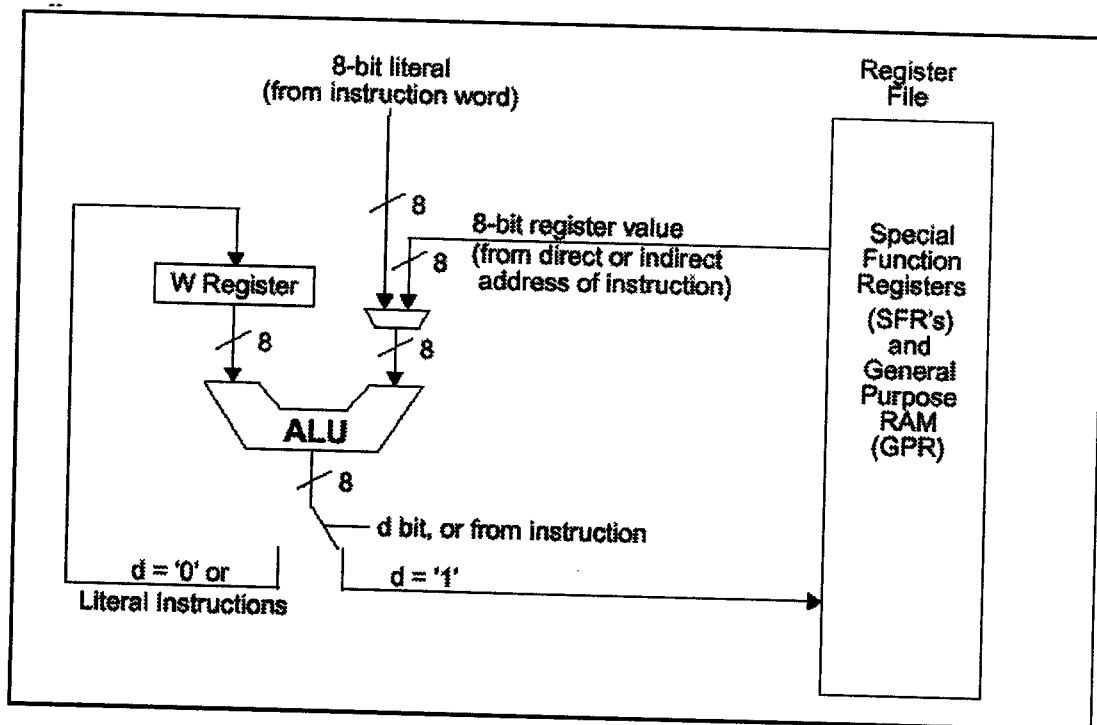 8-bit literal
(from instruction word)
Register
File
8
8-bit register value
8
(from direct or indirect
address of instruction)
W Register
8
8
Special
Function
Registers
(SFR's)
and
General
Purpose
RAM
(GPR)
ALU
8
d bit, or from instruction
d = '0' or
Literal Instructions
d = '1'